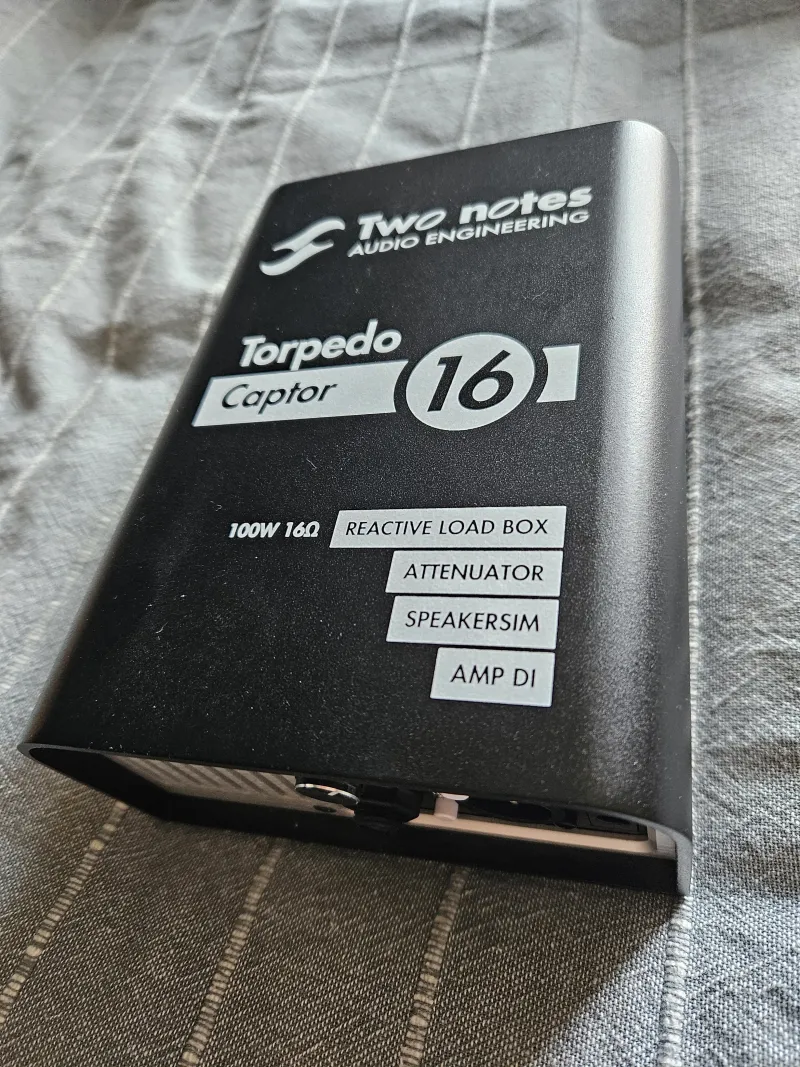 Two notes
AUDIO ENGINEERING
Torpedo
Captor 16
100W 16Ω REACTIVE LOAD BOX
ATTENUATOR
SPEAKERSIM
AMP DI